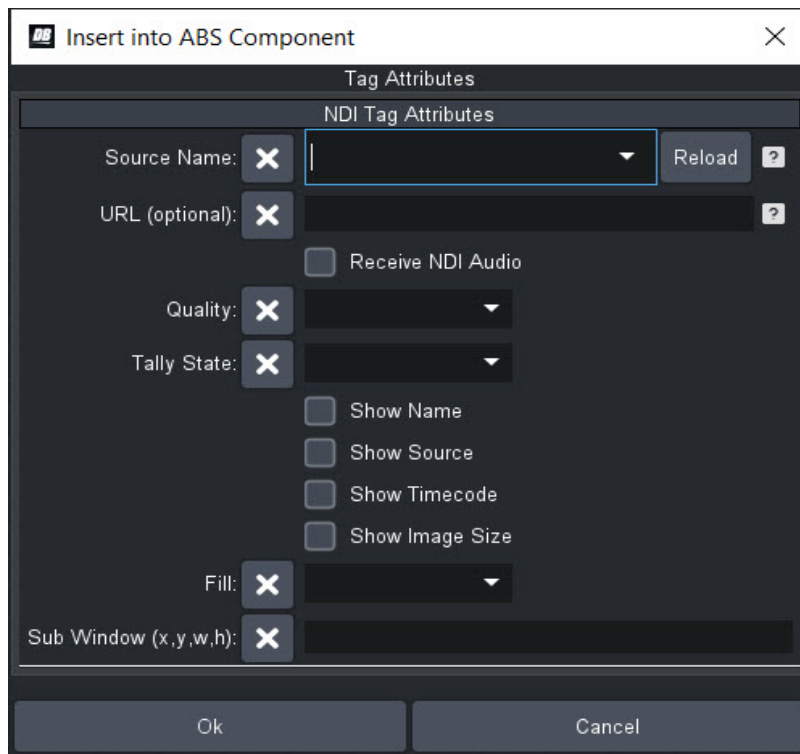 DB Insert into ABS Component
Tag Attributes
NDI Tag Attributes
Source Name: Reload ?
URL (optional): ?
Receive NDI Audio
Quality:
Tally State:
Show Name
Show Source
Show Timecode
Show Image Size
Fill:
Sub Window (x,y,w,h):
Ok Cancel